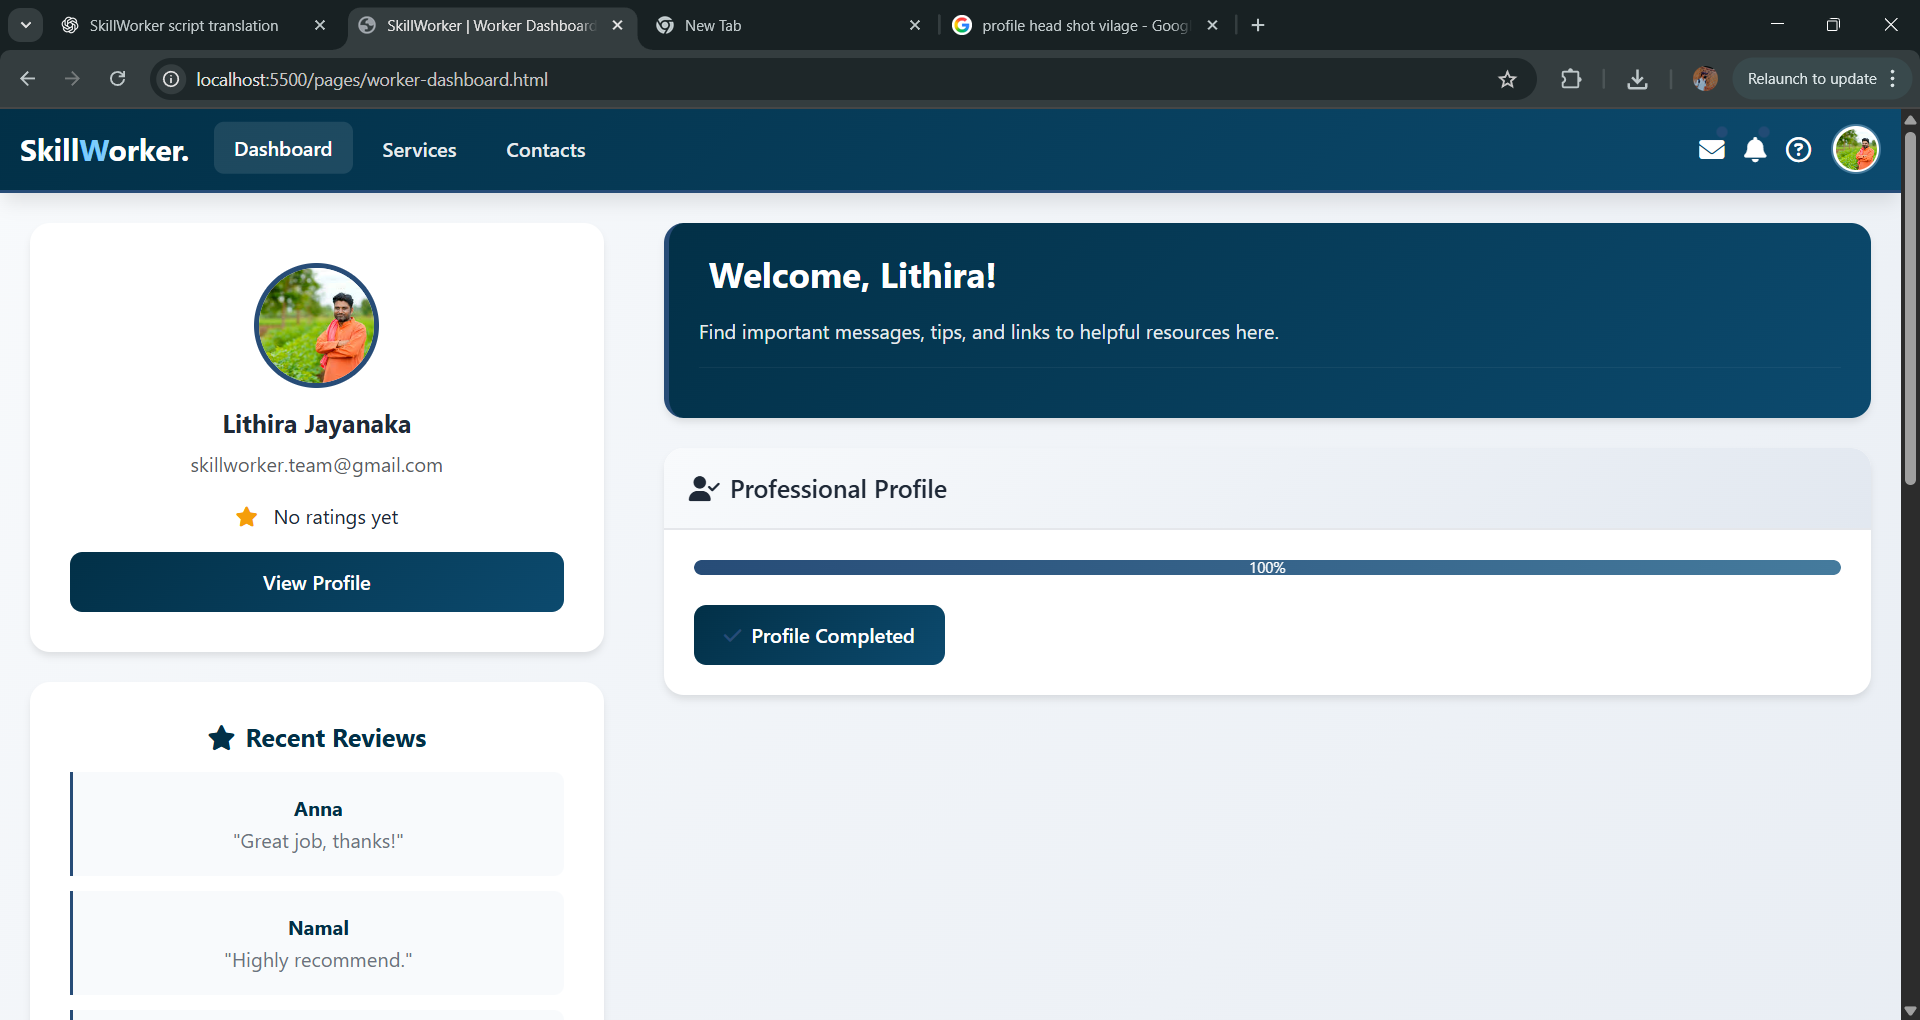 SkillWorker script translation
SkillWorker | Worker Dashboard
New Tab
profile head shot vilage - Goog
localhost:5500/pages/worker-dashboard.html
Relaunch to update
SkillWorker.
Dashboard
Services
Contacts
Lithira Jayanaka
skillworker.team@gmail.com
No ratings yet
View Profile
Recent Reviews
Anna
"Great job, thanks!"
Namal
"Highly recommend."
Welcome, Lithira!
Find important messages, tips, and links to helpful resources here.
Professional Profile
100%
Profile Completed